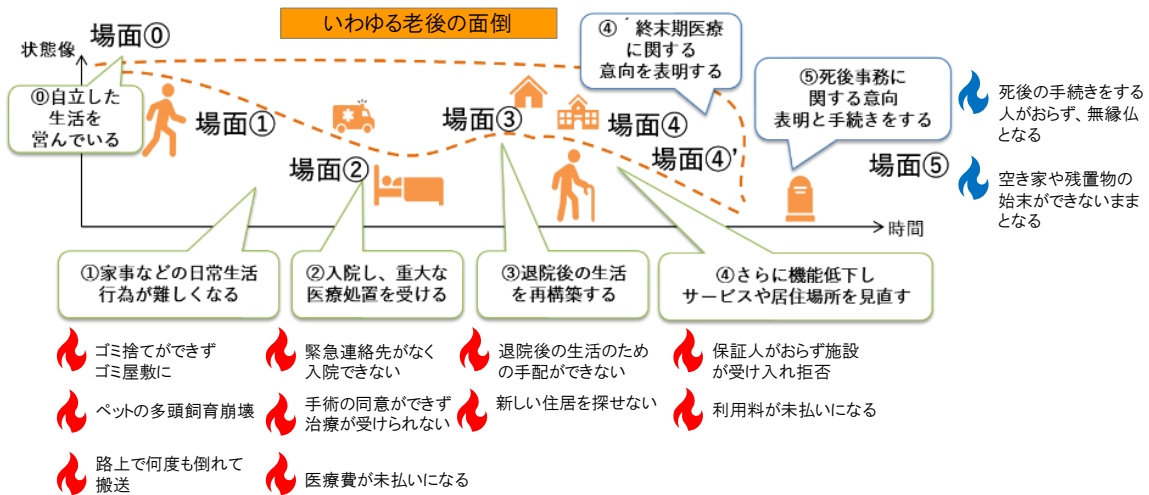 いわゆる老後の面倒
状態像
場面⓪
⓪自立した
生活を
営んでいる
場面①
場面②
場面③
場面④
場面④’
場面⑤
④’終末期医療
に関する
意向を表明する
⑤死後事務に
関する意向
表明と手続きをする
死後の手続きをする
人がおらず、無縁仏
となる
空き家や残置物の
始末ができないまま
となる
時間
①家事などの日常生活
行為が難しくなる
②入院し、重大な
医療処置を受ける
③退院後の生活
を再構築する
④さらに機能低下し
サービスや居住場所を見直す
ゴミ捨てができず
ゴミ屋敷に
ペットの多頭飼育崩壊
路上で何度も倒れて
搬送
緊急連絡先がなく
入院できない
手術の同意ができず
治療が受けられない
医療費が未払いになる
退院後の生活のため
の手配ができない
新しい住居を探せない
保証人がおらず施設
が受け入れ拒否
利用料が未払いになる